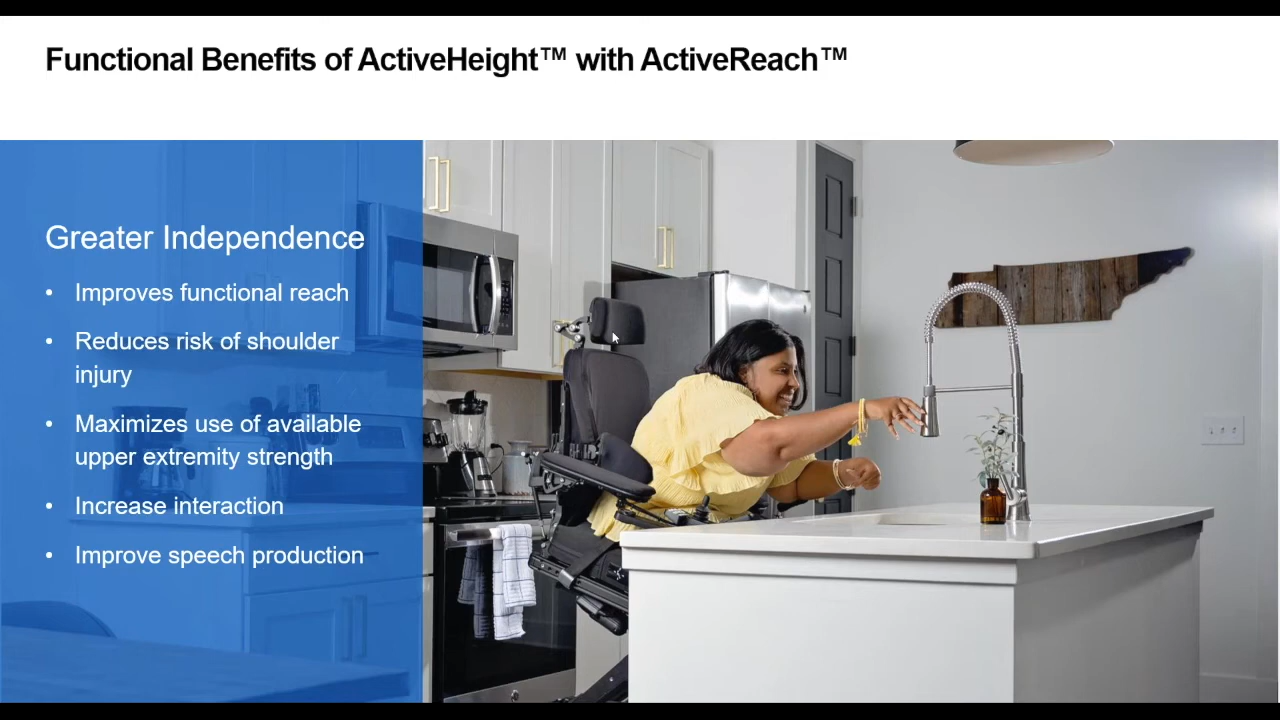 Functional Benefits of ActiveHeight™ with ActiveReach™
Greater Independence
• Improves functional reach
• Reduces risk of shoulder
injury
• Maximizes use of available
upper extremity strength
• Increase interaction
• Improve speech production